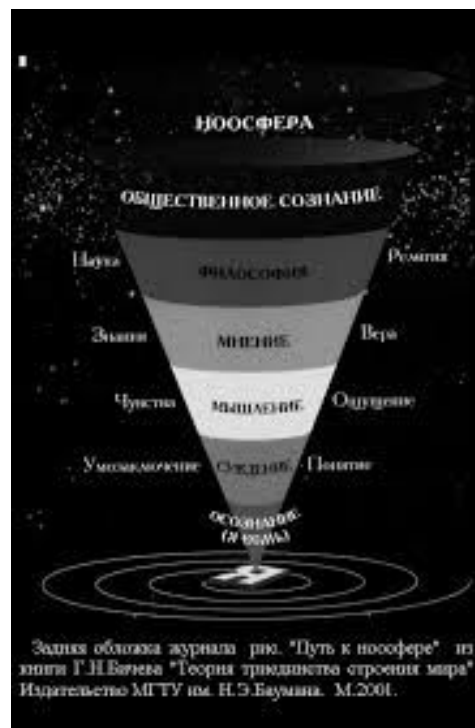 НООСФЕРА
ОБЩЕСТВЕННОЕ СОЗНАНИЕ
Наука ФИЛОСОФИЯ Религия
Знания МНЕНИЕ Вера
Чувства МЫШЛЕНИЕ Ощущение
Умозаключение СУЖДЕНИЕ Понятие
ОСОЗНАНИЕ
Я
Задняя обложка журнала рис. "Путь к ноосфере" из
книги Г.Н.Бачева "Теория триединства строения мира"
Издательство МГТУ им. Н.Э.Баумана. М.2001.